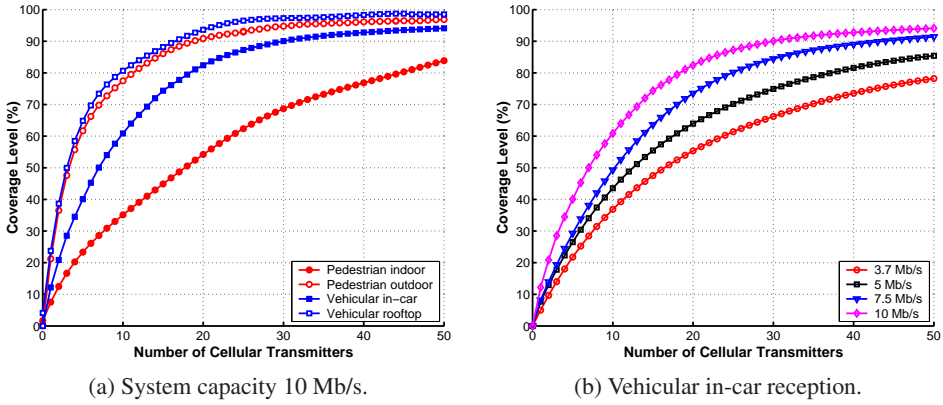 Coverage Level (%)
100
90
80
70
60
50
40
30
20
10
0
0 10 20 30 40 50
Number of Cellular Transmitters
Pedestrian indoor
Pedestrian outdoor
Vehicular in-car
Vehicular rooftop
(a) System capacity 10 Mb/s.
Coverage Level (%)
100
90
80
70
60
50
40
30
20
10
0
0 10 20 30 40 50
Number of Cellular Transmitters
3.7 Mb/s
5 Mb/s
7.5 Mb/s
10 Mb/s
(b) Vehicular in-car reception.